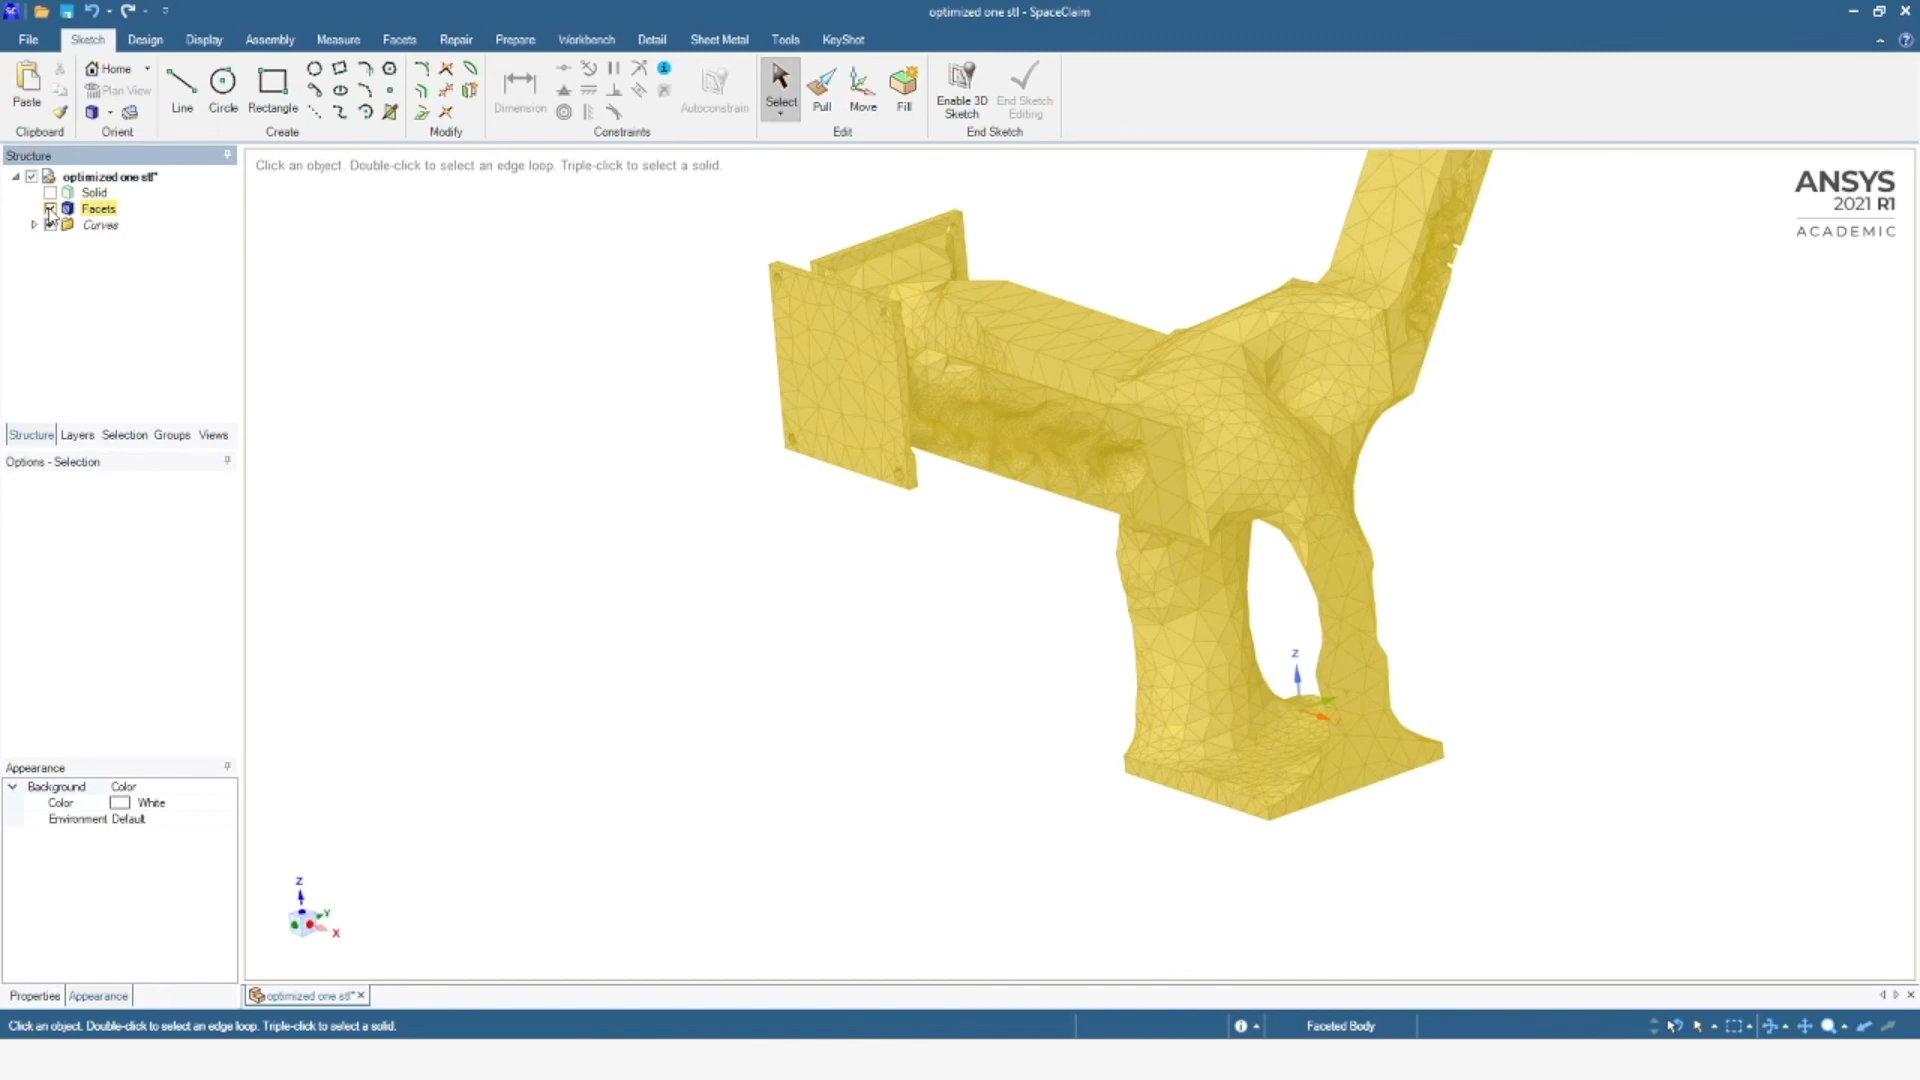 optimized one stl - SpaceClaim
File Sketch Design Display Assembly Measure Facets Repair Prepare Workbench Detail Sheet Metal Tools KeyShot
Paste
Home
Plan View
Line Circle Rectangle
Dimension
Autoconstrain
Select Pull Move Fill
Enable 3D Sketch
End Sketch Editing
Clipboard Orient Create Modify Constraints Edit End Sketch
Structure
Click an object. Double-click to select an edge loop. Triple-click to select a solid.
optimized one stl*
Solid
Facets
Curves
ANSYS
2021 R1
ACADEMIC
Structure Layers Selection Groups Views
Options - Selection
Z
Appearance
Background Color
Color White
Environment Default
Z
Y
X
Properties Appearance
optimized one stl*
Click an object. Double-click to select an edge loop. Triple-click to select a solid.
Faceted Body